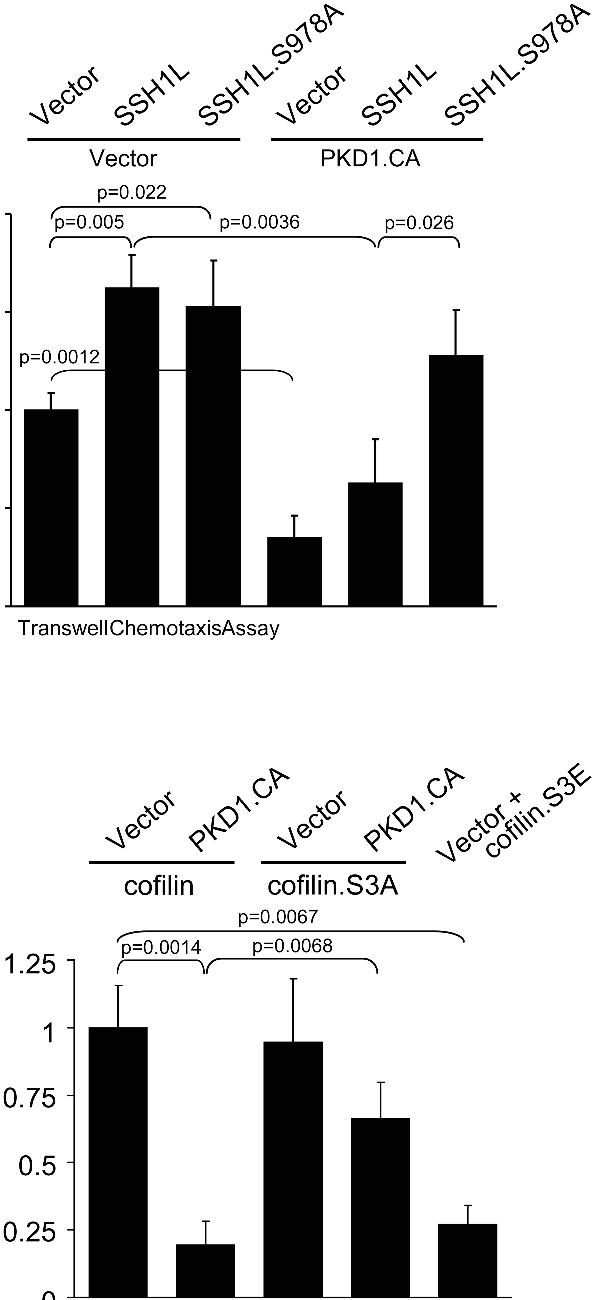 Vector SSH1L SSH1L.S978A Vector SSH1L SSH1L.S978A
Vector PKD1.CA
p=0.022
p=0.005 p=0.0036 p=0.026
p=0.0012
TranswellChemotaxisAssay
Vector PKD1.CA Vector PKD1.CA Vector +
cofilin.S3E
cofilin cofilin.S3A
p=0.0067
p=0.0014 p=0.0068
1.25
1
0.75
0.5
0.25
0